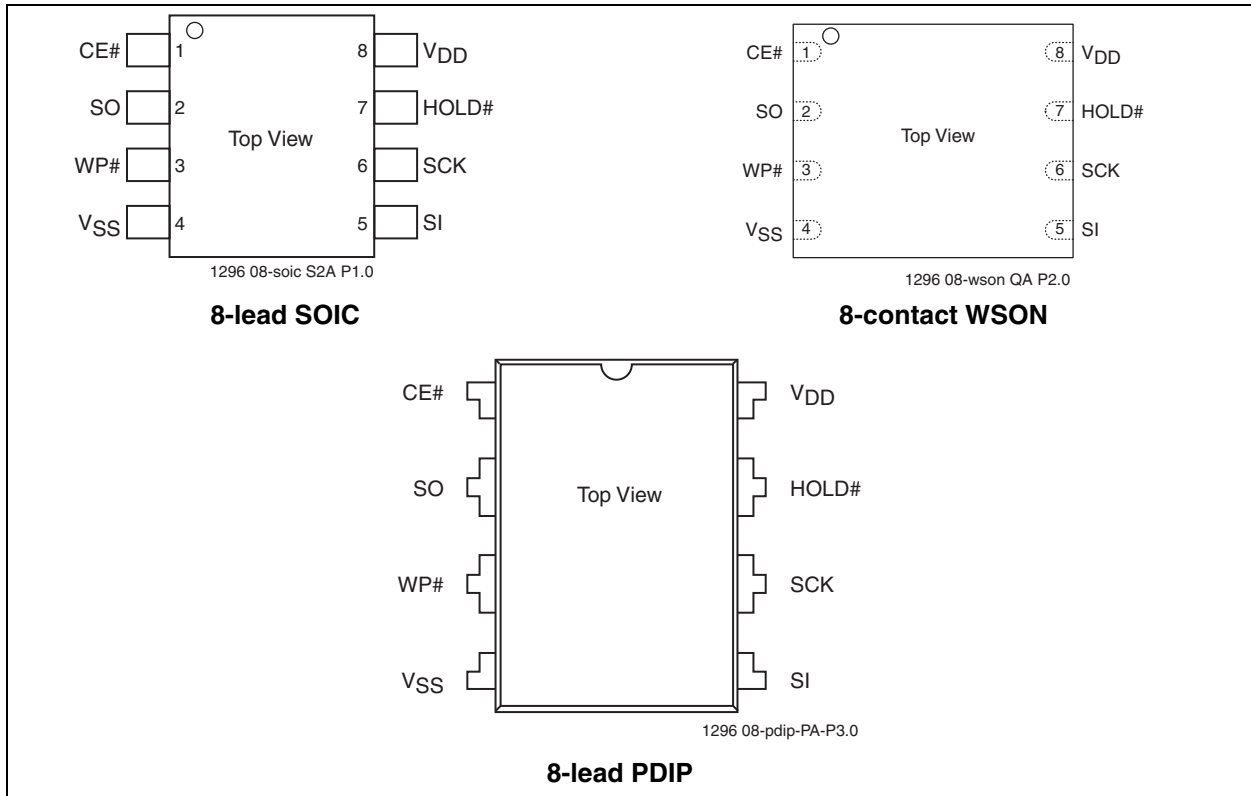 CE# 1 8 VDD
SO 2 7 HOLD#
Top View
WP# 3 6 SCK
VSS 4 5 SI
1296 08-soic S2A P1.0
8-lead SOIC
CE# 1 8 VDD
SO 2 7 HOLD#
Top View
WP# 3 6 SCK
VSS 4 5 SI
1296 08-wson QA P2.0
8-contact WSON
CE# VDD
SO Top View HOLD#
WP# SCK
VSS SI
1296 08-pdip-PA-P3.0
8-lead PDIP